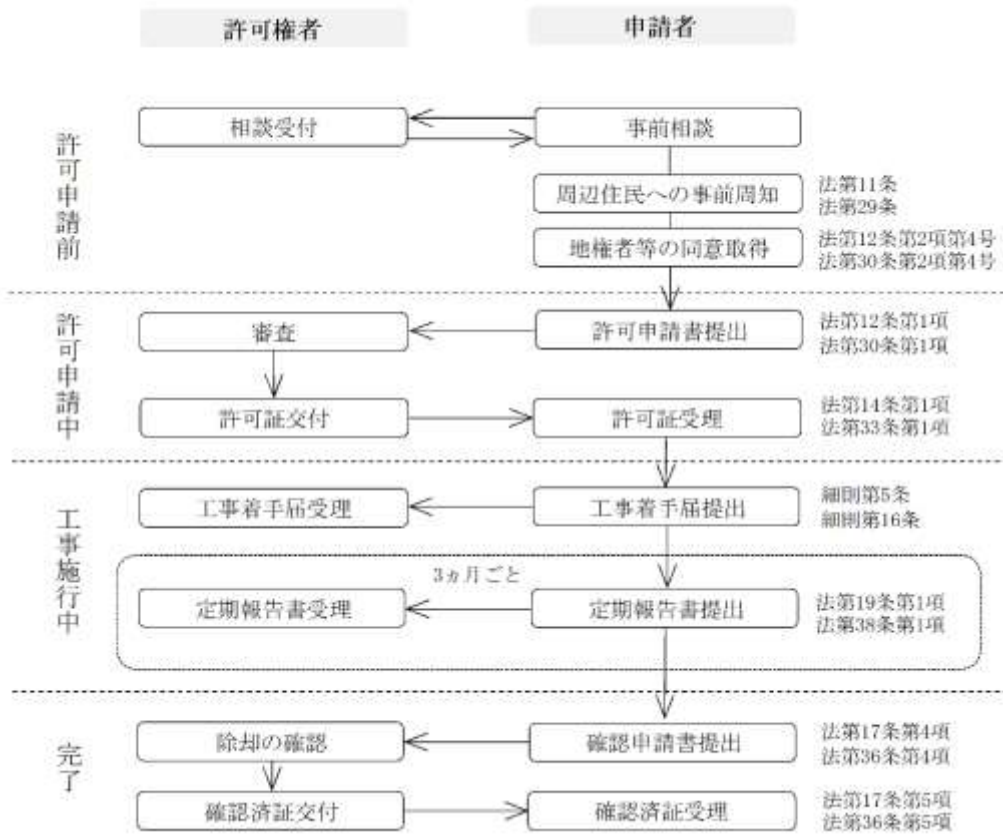 許可権者
申請者
許可申請前
相談受付
事前相談
周辺住民への事前周知
法第11条
法第29条
地権者等の同意取得
法第12条第2項第4号
法第30条第2項第4号
許可申請中
審査
許可申請書提出
法第12条第1項
法第30条第1項
許可証交付
許可証受理
法第14条第1項
法第33条第1項
工事施行中
工事着手届受理
工事着手届提出
細則第5条
細則第16条
3ヵ月ごと
定期報告書受理
定期報告書提出
法第19条第1項
法第38条第1項
完了
除却の確認
確認申請書提出
法第17条第4項
法第36条第4項
確認済証交付
確認済証受理
法第17条第5項
法第36条第5項